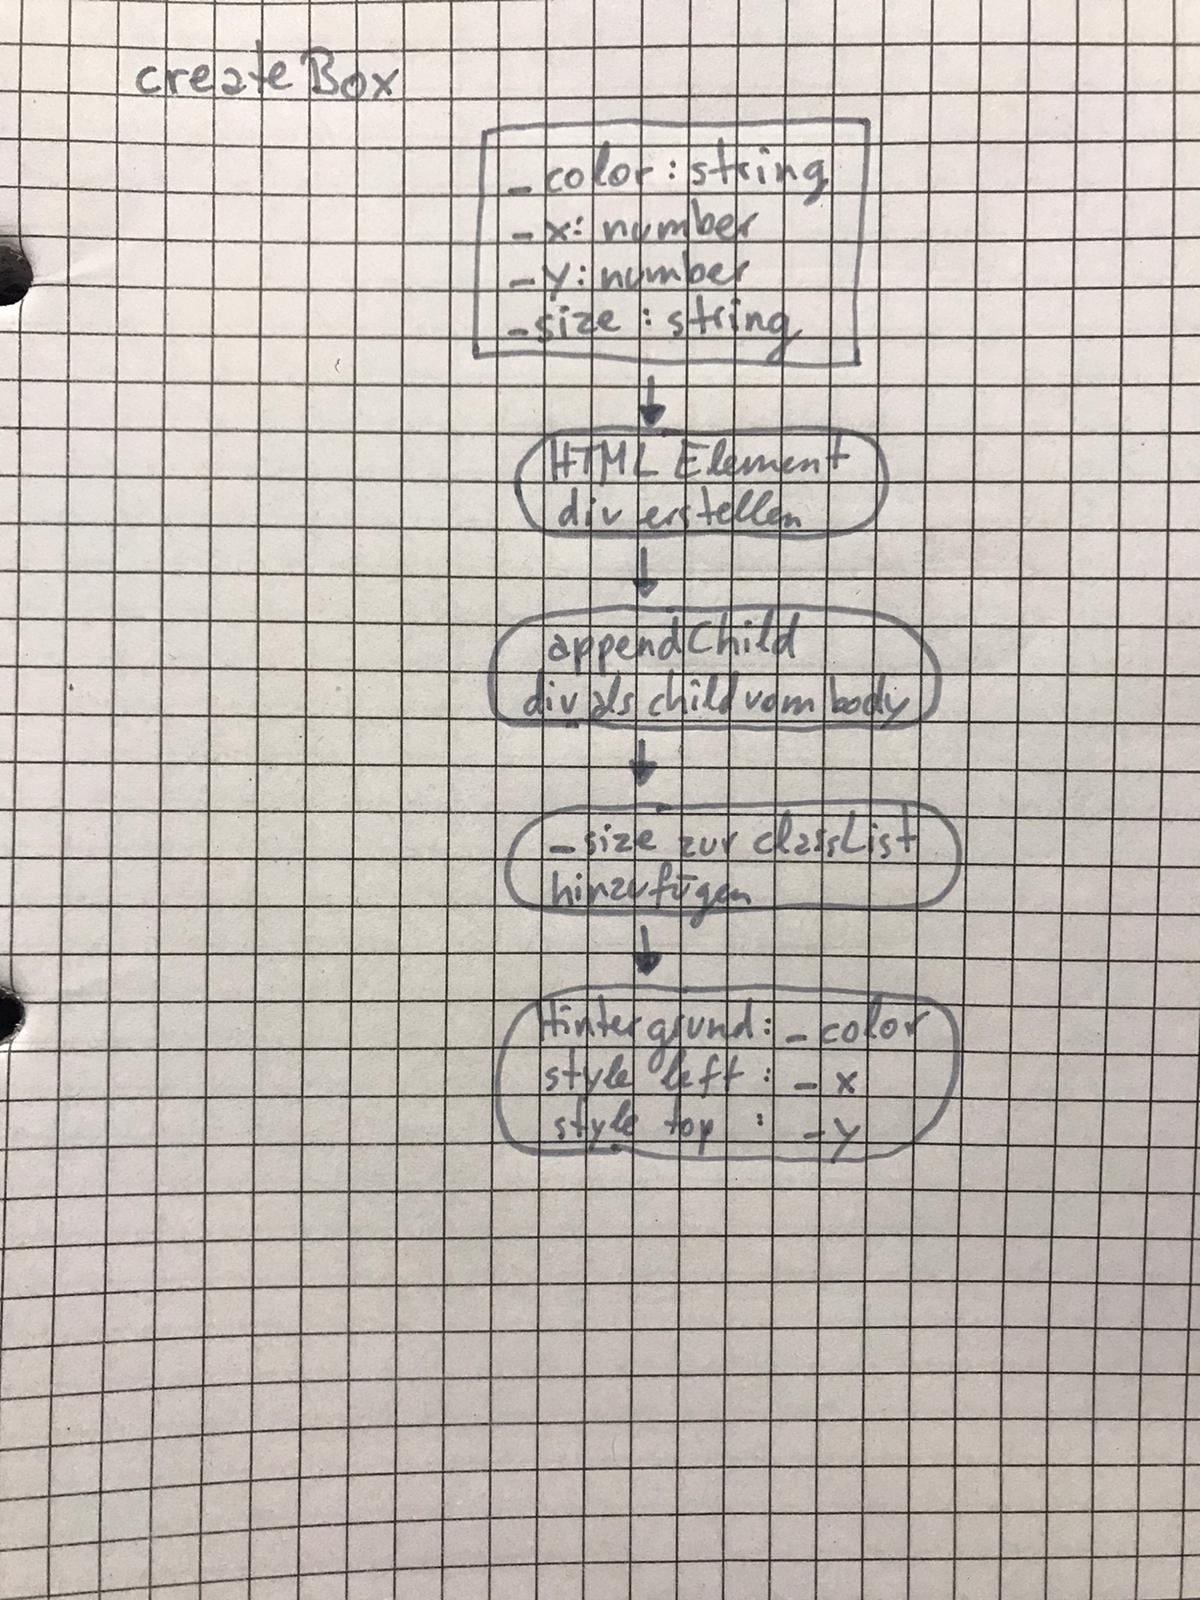 createBox
_color: string
_x: number
_y: number
_size: string
HTML Element
div erstellen
appendChild
div als child vom body
_size zur classList
hinzufügen
Hintergrund: _color
style left: _x
style top: _y